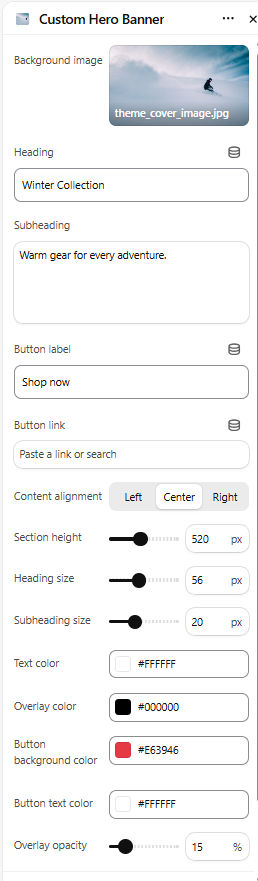 Custom Hero Banner
Background image
theme_cover_image.jpg
Heading
Winter Collection
Subheading
Warm gear for every adventure.
Button label
Shop now
Button link
Paste a link or search
Content alignment Left Center Right
Section height 520 px
Heading size 56 px
Subheading size 20 px
Text color #FFFFFF
Overlay color #000000
Button
background color #E63946
Button text color #FFFFFF
Overlay opacity 15 %